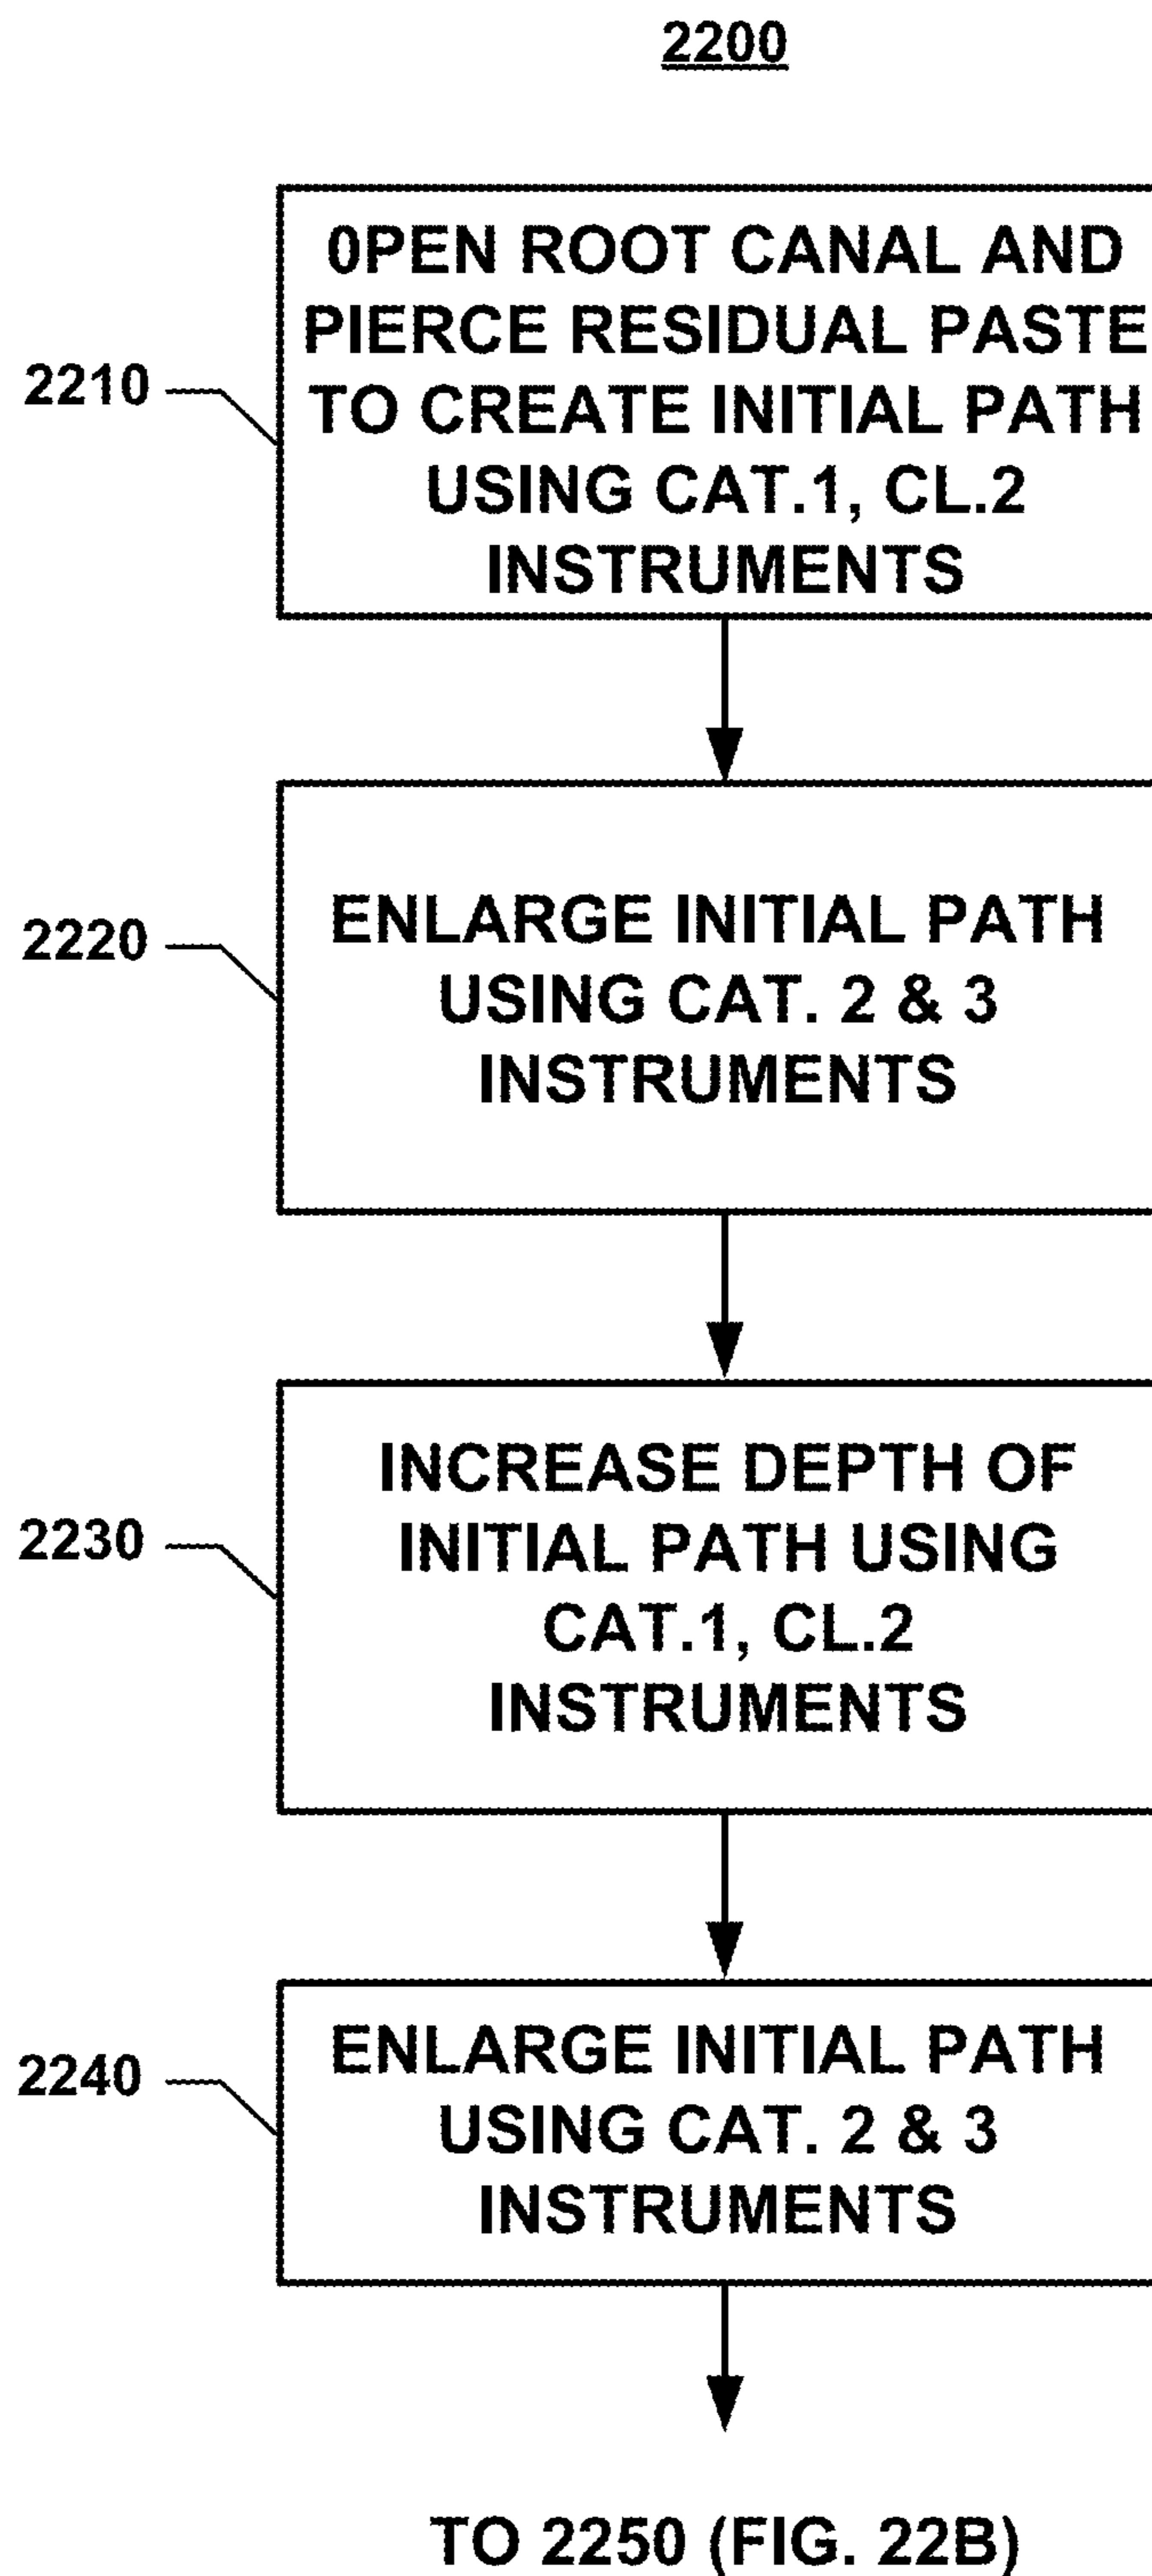 2200
0PEN ROOT CANAL AND
PIERCE RESIDUAL PASTE
TO CREATE INITIAL PATH
USING CAT.1, CL.2
INSTRUMENTS
2210
ENLARGE INITIAL PATH
USING CAT. 2 & 3
INSTRUMENTS
2220
INCREASE DEPTH OF
INITIAL PATH USING
CAT.1, CL.2
INSTRUMENTS
2230
ENLARGE INITIAL PATH
USING CAT. 2 & 3
INSTRUMENTS
2240
TO 2250 (FIG. 22B)